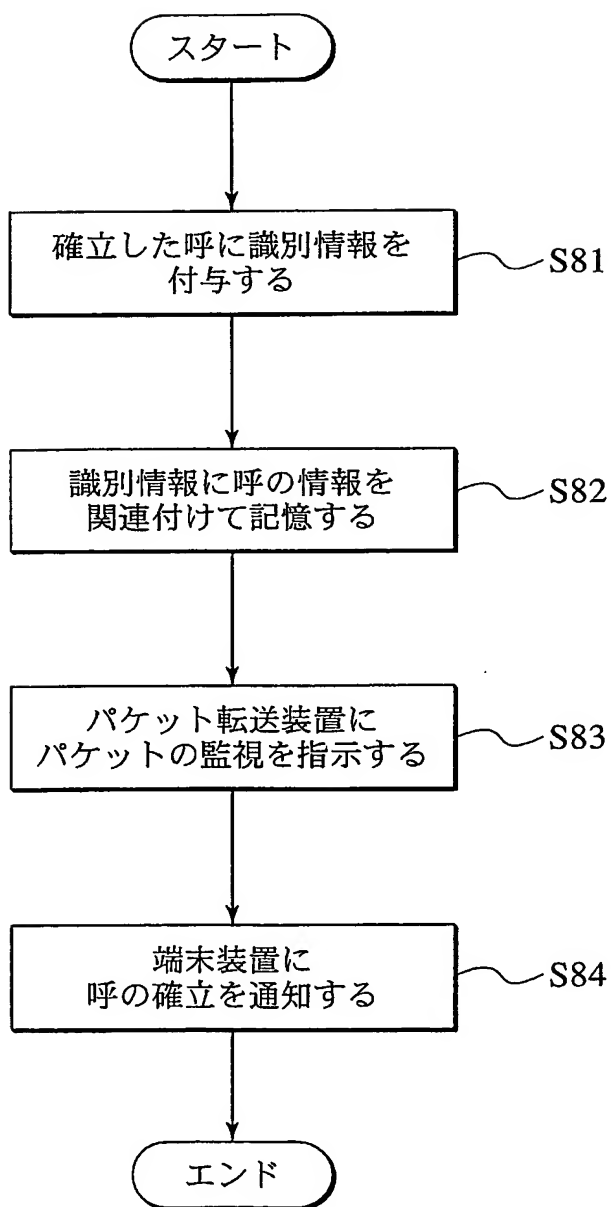 スタート
確立した呼に識別情報を
付与する
S81
識別情報に呼の情報を
関連付けて記憶する
S82
パケット転送装置に
パケットの監視を指示する
S83
端末装置に
呼の確立を通知する
S84
エンド